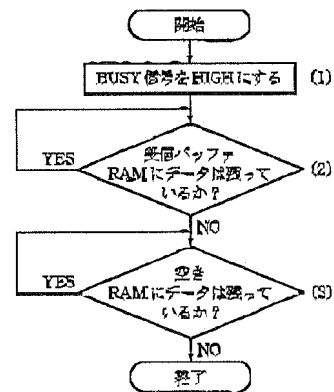 開始
BUSY信号をHIGHにする
(1)
受信バッファ
RAMにデータは残って
いるか?
(2)
YES
NO
空き
RAMにデータは残って
いるか?
(3)
YES
NO
終了